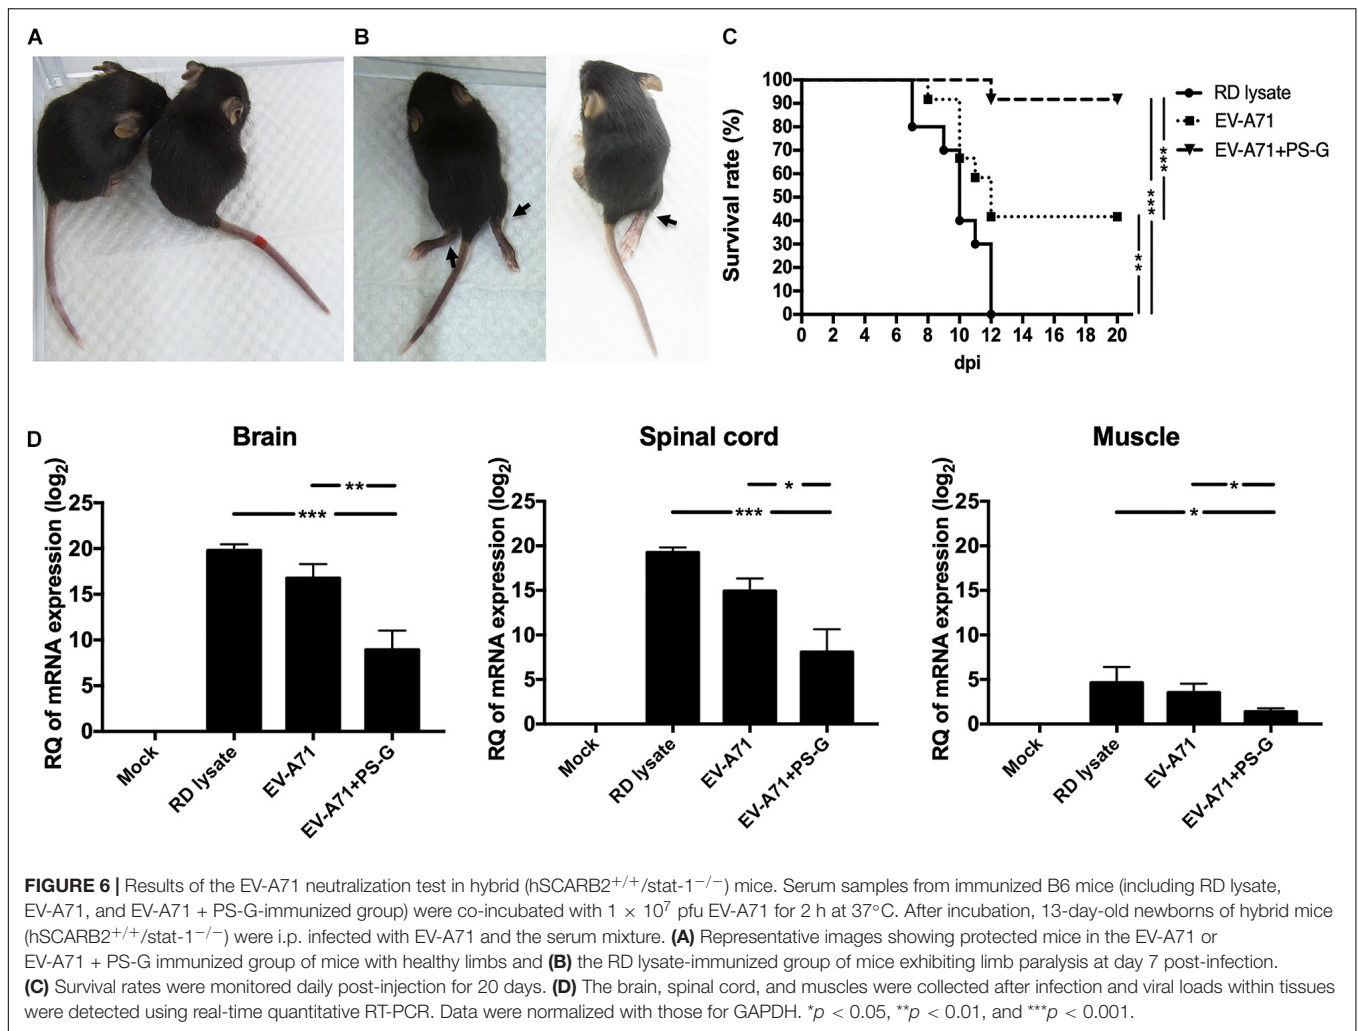 A
B
C
100
90
80
70
60
50
40
30
20
10
0
Survival rate (%)
0 2 4 6 8 10 12 14 16 18 20
dpi
RD lysate
EV-A71
EV-A71+PS-G
***
***
**
D
Brain
RQ of mRNA expression (log2)
25
20
15
10
5
0
**
***
Mock
RD lysate
EV-A71
EV-A71+PS-G
Spinal cord
RQ of mRNA expression (log2)
25
20
15
10
5
0
*
***
Mock
RD lysate
EV-A71
EV-A71+PS-G
Muscle
RQ of mRNA expression (log2)
25
20
15
10
5
0
*
*
Mock
RD lysate
EV-A71
EV-A71+PS-G
FIGURE 6 | Results of the EV-A71 neutralization test in hybrid (hSCARB2+/+/stat-1−/−) mice. Serum samples from immunized B6 mice (including RD lysate,
EV-A71, and EV-A71 + PS-G-immunized group) were co-incubated with 1 × 10⁷ pfu EV-A71 for 2 h at 37°C. After incubation, 13-day-old newborns of hybrid mice
(hSCARB2+/+/stat-1−/−) were i.p. infected with EV-A71 and the serum mixture. (A) Representative images showing protected mice in the EV-A71 or
EV-A71 + PS-G immunized group of mice with healthy limbs and (B) the RD lysate-immunized group of mice exhibiting limb paralysis at day 7 post-infection.
(C) Survival rates were monitored daily post-injection for 20 days. (D) The brain, spinal cord, and muscles were collected after infection and viral loads within tissues
were detected using real-time quantitative RT-PCR. Data were normalized with those for GAPDH. *p < 0.05, **p < 0.01, and ***p < 0.001.